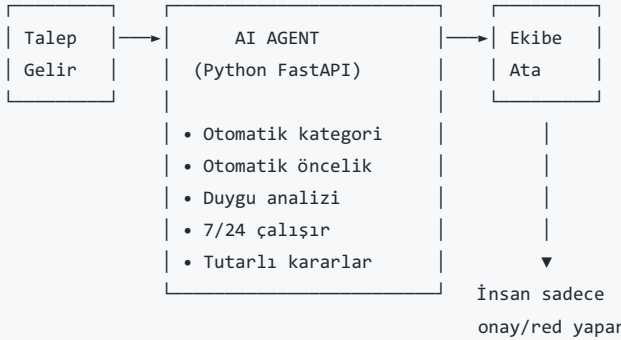 Talep AI AGENT Ekibe
Gelir (Python FastAPI) Ata
• Otomatik kategori
• Otomatik öncelik
• Duygu analizi
• 7/24 çalışır
• Tutarlı kararlar
İnsan sadece
onay/red yapar